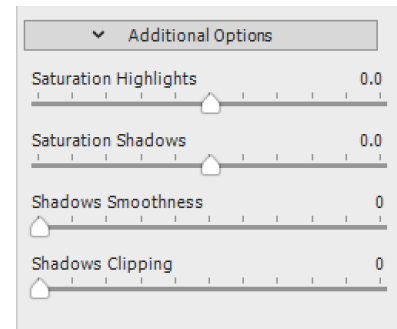 Additional Options
Saturation Highlights 0.0
Saturation Shadows 0.0
Shadows Smoothness 0
Shadows Clipping 0